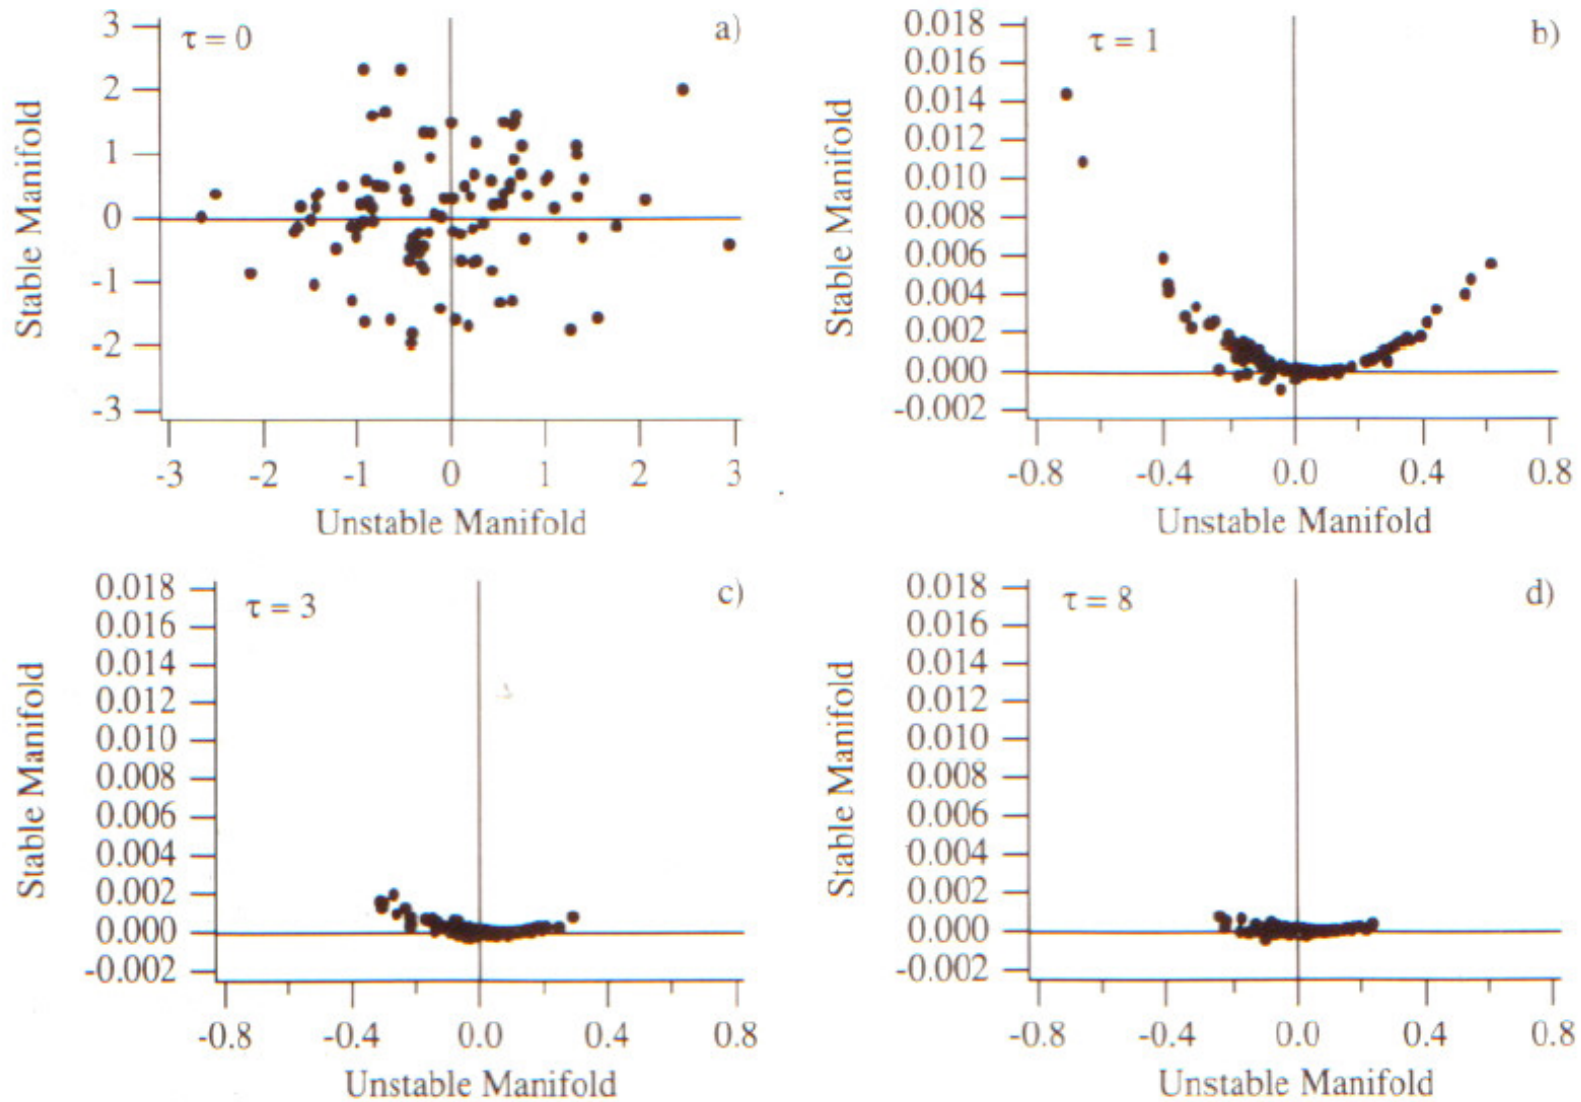 τ = 0
a)
3
2
1
0
-1
-2
-3
Stable Manifold
-3 -2 -1 0 1 2 3
Unstable Manifold
τ = 1
b)
0.018
0.016
0.014
0.012
0.010
0.008
0.006
0.004
0.002
0.000
-0.002
Stable Manifold
-0.8 -0.4 0.0 0.4 0.8
Unstable Manifold
τ = 3
c)
0.018
0.016
0.014
0.012
0.010
0.008
0.006
0.004
0.002
0.000
-0.002
Stable Manifold
-0.8 -0.4 0.0 0.4 0.8
Unstable Manifold
τ = 8
d)
0.018
0.016
0.014
0.012
0.010
0.008
0.006
0.004
0.002
0.000
-0.002
Stable Manifold
-0.8 -0.4 0.0 0.4 0.8
Unstable Manifold